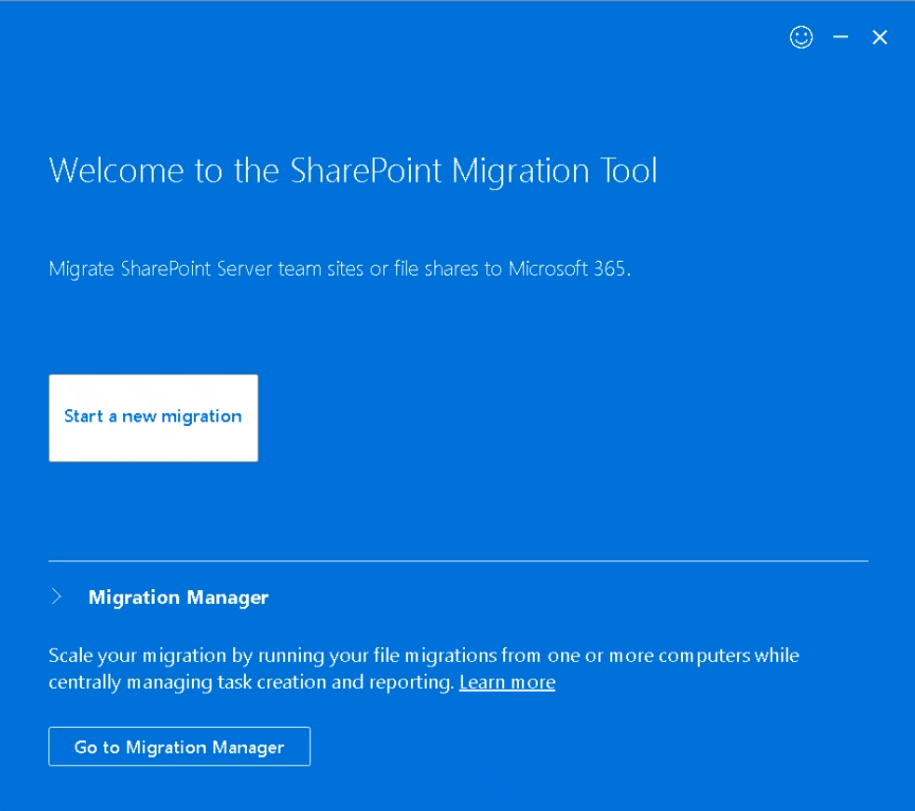 Welcome to the SharePoint Migration Tool
Migrate SharePoint Server team sites or file shares to Microsoft 365.
Start a new migration
Migration Manager
Scale your migration by running your file migrations from one or more computers while
centrally managing task creation and reporting. Learn more
Go to Migration Manager